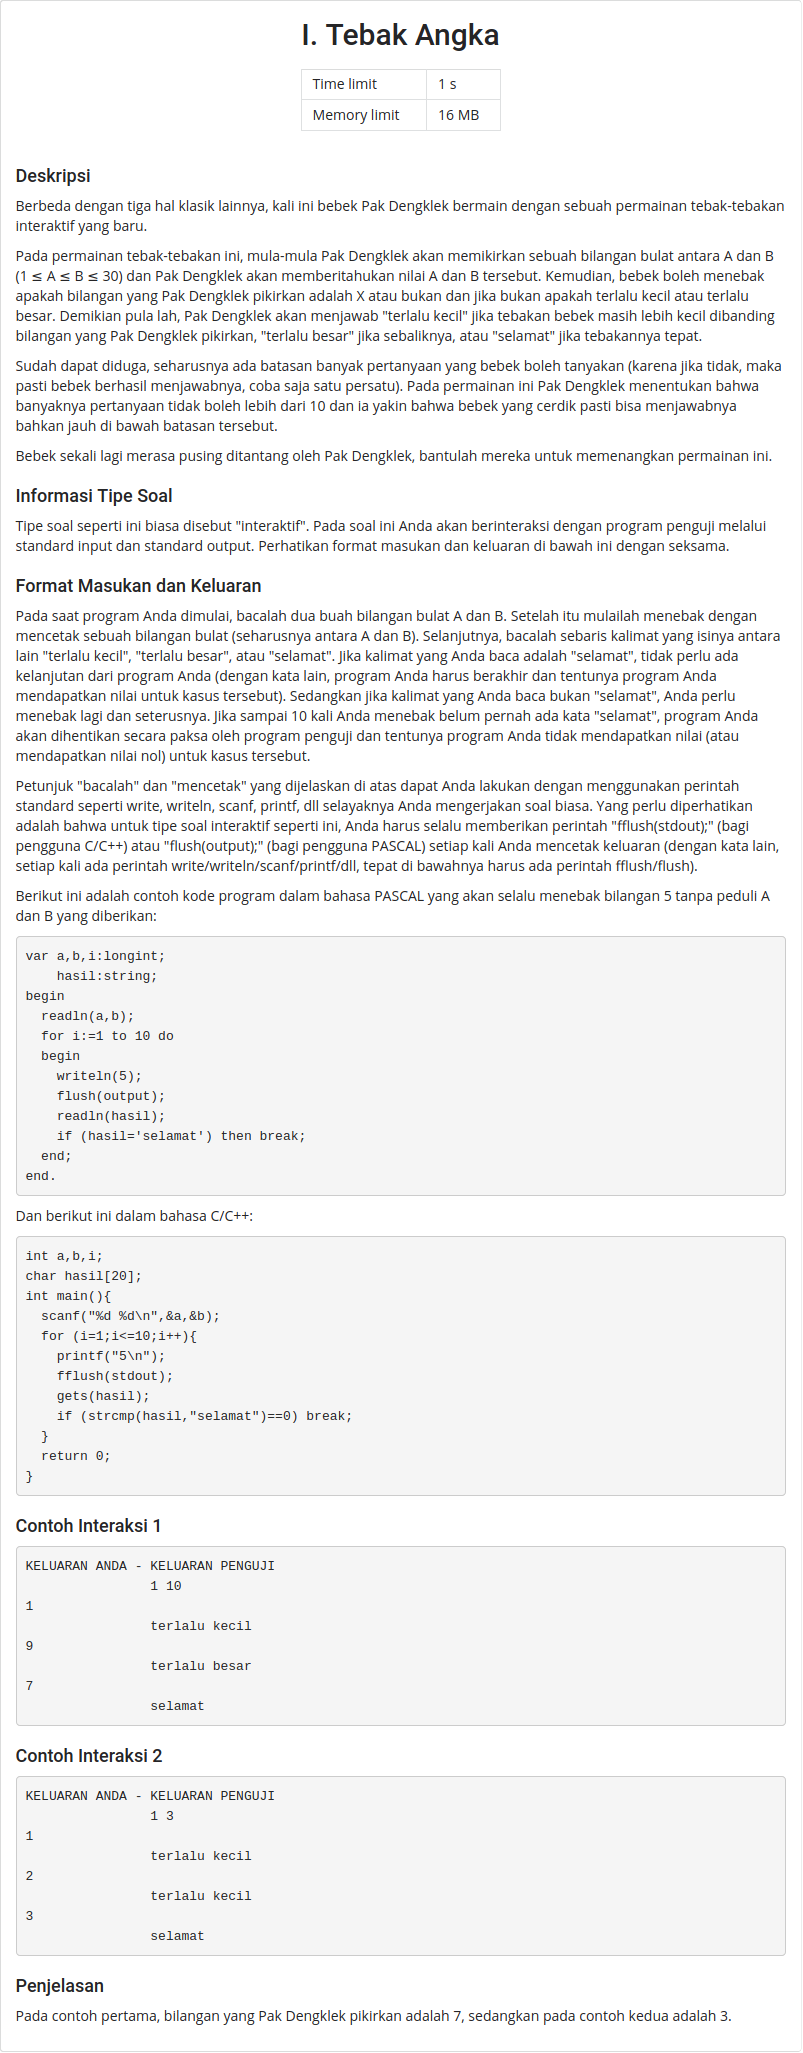 I. Tebak Angka
Time limit 1 s
Memory limit 16 MB
Deskripsi
Berbeda dengan tiga hal klasik lainnya, kali ini bebek Pak Dengklek bermain dengan sebuah permainan tebak-tebakan
interaktif yang baru.
Pada permainan tebak-tebakan ini, mula-mula Pak Dengklek akan memikirkan sebuah bilangan bulat antara A dan B
(1 ≤ A ≤ B ≤ 30) dan Pak Dengklek akan memberitahukan nilai A dan B tersebut. Kemudian, bebek boleh menebak
apakah bilangan yang Pak Dengklek pikirkan adalah X atau bukan dan jika bukan apakah terlalu kecil atau terlalu
besar. Demikian pula lah, Pak Dengklek akan menjawab "terlalu kecil" jika tebakan bebek masih lebih kecil dibanding
bilangan yang Pak Dengklek pikirkan, "terlalu besar" jika sebaliknya, atau "selamat" jika tebakannya tepat.
Sudah dapat diduga, seharusnya ada batasan banyak pertanyaan yang bebek boleh tanyakan (karena jika tidak, maka
pasti bebek berhasil menjawabnya, coba saja satu persatu). Pada permainan ini Pak Dengklek menentukan bahwa
banyaknya pertanyaan tidak boleh lebih dari 10 dan ia yakin bahwa bebek yang cerdik pasti bisa menjawabnya
bahkan jauh di bawah batasan tersebut.
Bebek sekali lagi merasa pusing ditantang oleh Pak Dengklek, bantulah mereka untuk memenangkan permainan ini.
Informasi Tipe Soal
Tipe soal seperti ini biasa disebut "interaktif". Pada soal ini Anda akan berinteraksi dengan program penguji melalui
standard input dan standard output. Perhatikan format masukan dan keluaran di bawah ini dengan seksama.
Format Masukan dan Keluaran
Pada saat program Anda dimulai, bacalah dua buah bilangan bulat A dan B. Setelah itu mulailah menebak dengan
mencetak sebuah bilangan bulat (seharusnya antara A dan B). Selanjutnya, bacalah sebaris kalimat yang isinya antara
lain "terlalu kecil", "terlalu besar", atau "selamat". Jika kalimat yang Anda baca adalah "selamat", tidak perlu ada
kelanjutan dari program Anda (dengan kata lain, program Anda harus berakhir dan tentunya program Anda
mendapatkan nilai untuk kasus tersebut). Sedangkan jika kalimat yang Anda baca bukan "selamat", Anda perlu
menebak lagi dan seterusnya. Jika sampai 10 kali Anda menebak belum pernah ada kata "selamat", program Anda
akan dihentikan secara paksa oleh program penguji dan tentunya program Anda tidak mendapatkan nilai (atau
mendapatkan nilai nol) untuk kasus tersebut.
Petunjuk "bacalah" dan "mencetak" yang dijelaskan di atas dapat Anda lakukan dengan menggunakan perintah
standard seperti write, writeln, scanf, printf, dll selayaknya Anda mengerjakan soal biasa. Yang perlu diperhatikan
adalah bahwa untuk tipe soal interaktif seperti ini, Anda harus selalu memberikan perintah "fflush(stdout);" (bagi
pengguna C/C++) atau "flush(output);" (bagi pengguna PASCAL) setiap kali Anda mencetak keluaran (dengan kata lain,
setiap kali ada perintah write/writeln/scanf/printf/dll, tepat di bawahnya harus ada perintah fflush/flush).
Berikut ini adalah contoh kode program dalam bahasa PASCAL yang akan selalu menebak bilangan 5 tanpa peduli A
dan B yang diberikan:
var a,b,i:longint;
    hasil:string;
begin
  readln(a,b);
  for i:=1 to 10 do
  begin
    writeln(5);
    flush(output);
    readln(hasil);
    if (hasil='selamat') then break;
  end;
end.
Dan berikut ini dalam bahasa C/C++:
int a,b,i;
char hasil[20];
int main(){
  scanf("%d %d\n",&a,&b);
  for (i=1;i<=10;i++){
    printf("5\n");
    fflush(stdout);
    gets(hasil);
    if (strcmp(hasil,"selamat")==0) break;
  }
  return 0;
}
Contoh Interaksi 1
KELUARAN ANDA - KELUARAN PENGUJI
                1 10
1
                terlalu kecil
9
                terlalu besar
7
                selamat
Contoh Interaksi 2
KELUARAN ANDA - KELUARAN PENGUJI
                1 3
1
                terlalu kecil
2
                terlalu kecil
3
                selamat
Penjelasan
Pada contoh pertama, bilangan yang Pak Dengklek pikirkan adalah 7, sedangkan pada contoh kedua adalah 3.